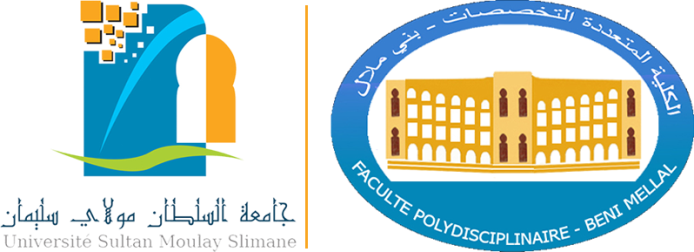 جامعة السلطان مولاي سليمان
Université Sultan Moulay Slimane
الكلية المتعددة التخصصات - بني ملال
FACULTE POLYDISCIPLINAIRE - BENI MELLAL